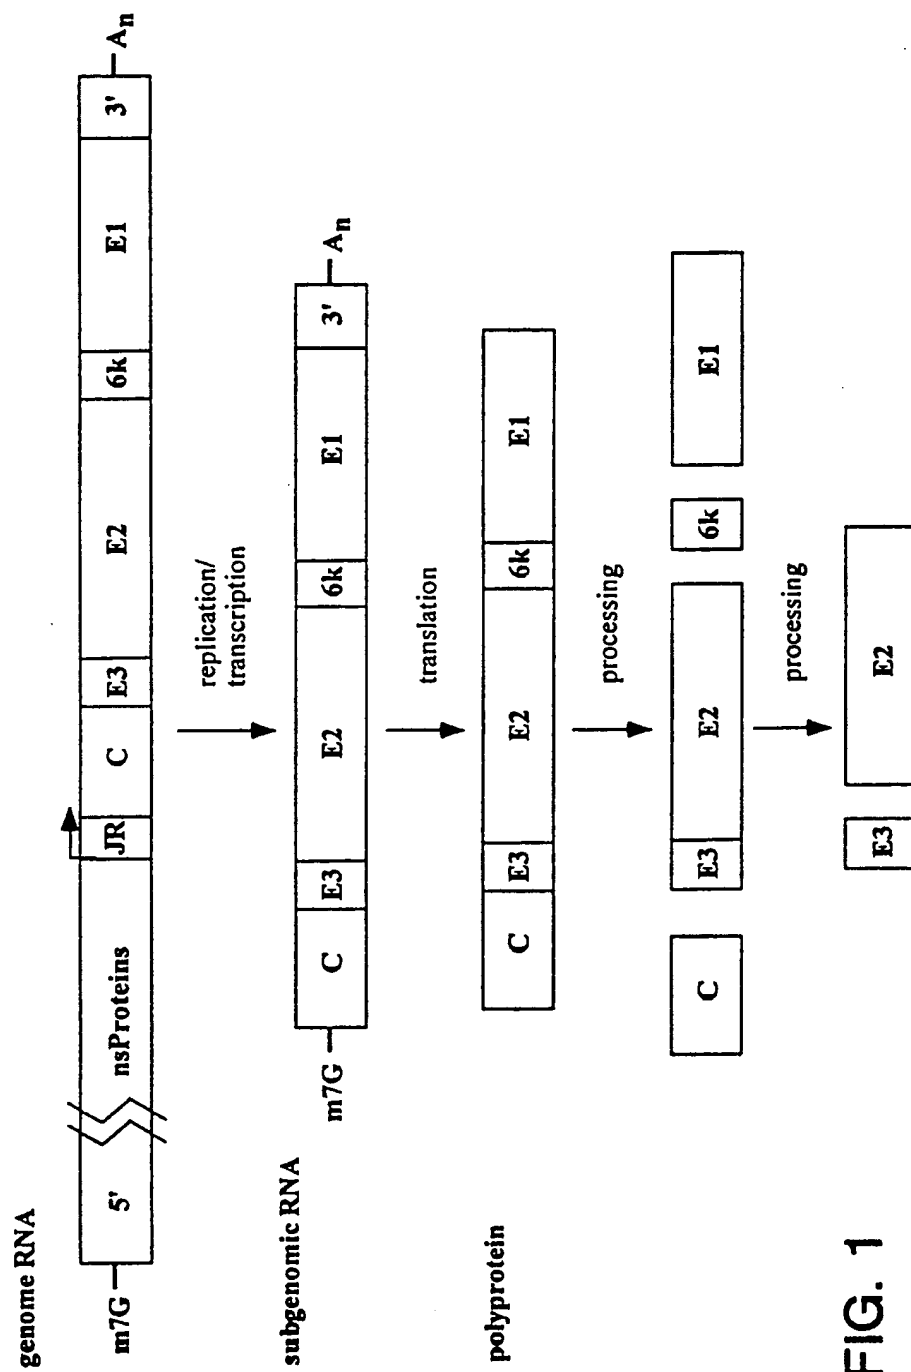 genome RNA
m7G 5' nsProteins JR C E3 E2 6k E1 3' An
replication/
transcription
subgenomic RNA
m7G C E3 E2 6k E1 3' An
translation
polyprotein
C E3 E2 6k E1
processing
C E3 E2 6k E1
processing
E3 E2
FIG. 1